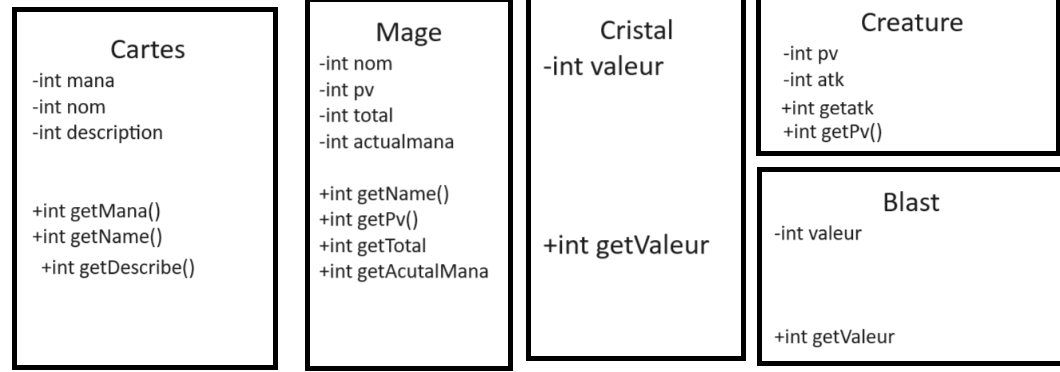 Cartes
-int mana
-int nom
-int description
+int getMana()
+int getName()
+int getDescribe()
Mage
-int nom
-int pv
-int total
-int actualmana
+int getName()
+int getPv()
+int getTotal
+int getAcutalMana
Cristal
-int valeur
+int getValeur
Creature
-int pv
-int atk
+int getatk
+int getPv()
Blast
-int valeur
+int getValeur